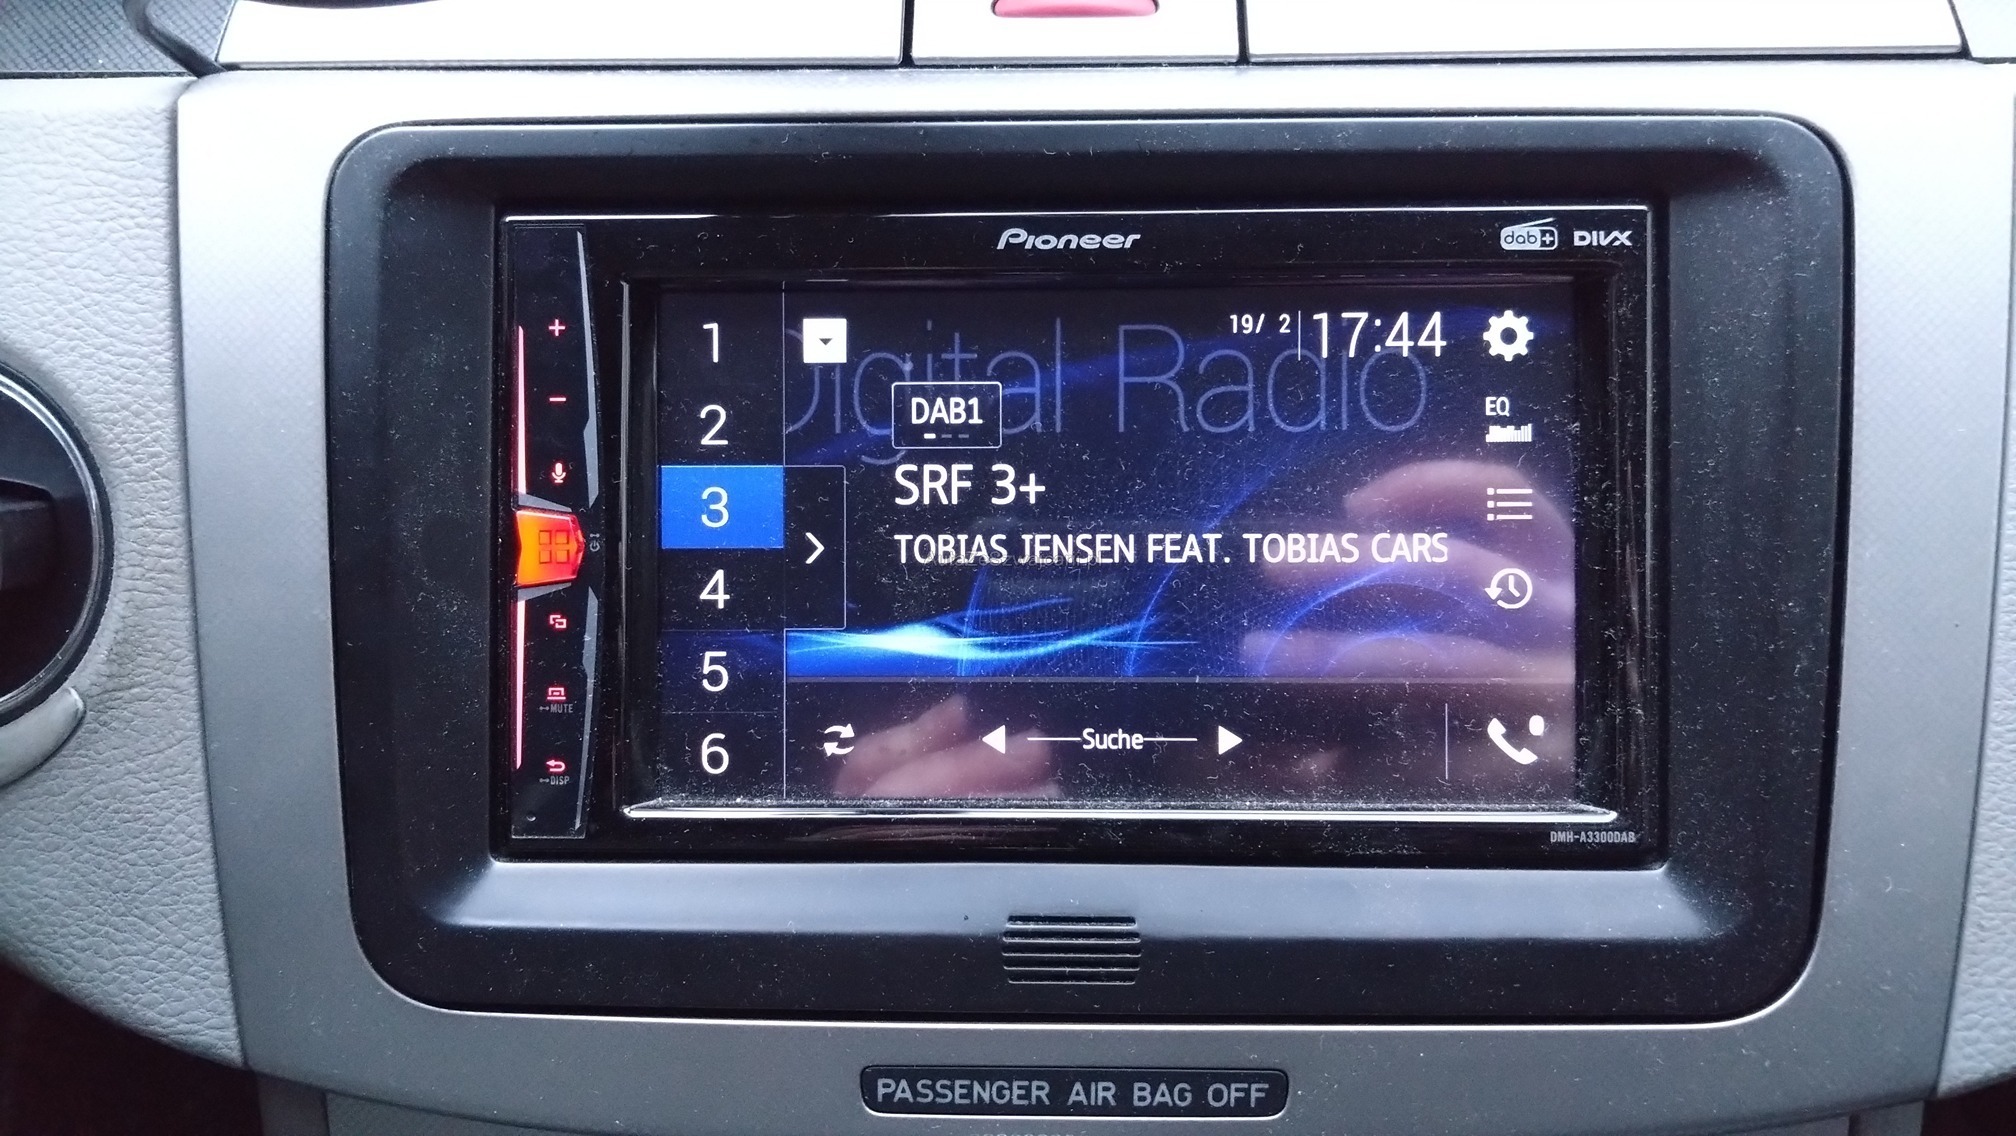 Pioneer
dab+ DIVX
1
2
3
4
5
6
Digital Radio
19/ 2 17:44
DAB1
EQ
SRF 3+
TOBIAS JENSEN FEAT. TOBIAS CARS
Suche
MUTE
DISP
DMH-A3300DAB
PASSENGER AIR BAG OFF